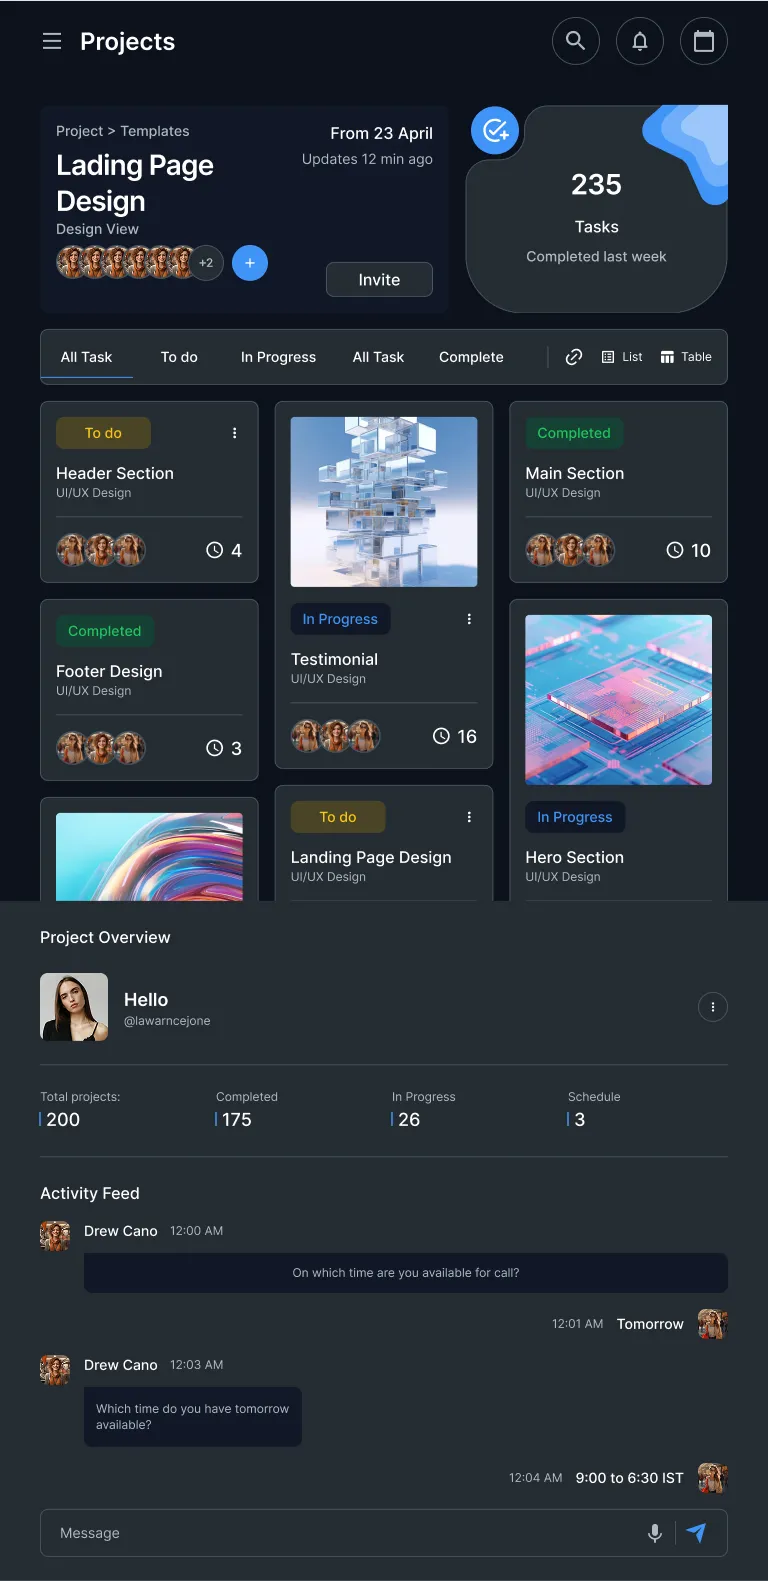 Projects
Project > Templates
From 23 April
Updates 12 min ago
Lading Page
Design
Design View
+2
+
Invite
235
Tasks
Completed last week
All Task
To do
In Progress
All Task
Complete
List
Table
To do
Header Section
UI/UX Design
4
Completed
Footer Design
UI/UX Design
3
In Progress
Testimonial
UI/UX Design
16
To do
Landing Page Design
UI/UX Design
Completed
Main Section
UI/UX Design
10
In Progress
Hero Section
UI/UX Design
Project Overview
Hello
@lawarncejone
Total projects:
200
Completed
175
In Progress
26
Schedule
3
Activity Feed
Drew Cano 12:00 AM
On which time are you available for call?
12:01 AM Tomorrow
Drew Cano 12:03 AM
Which time do you have tomorrow
available?
12:04 AM 9:00 to 6:30 IST
Message